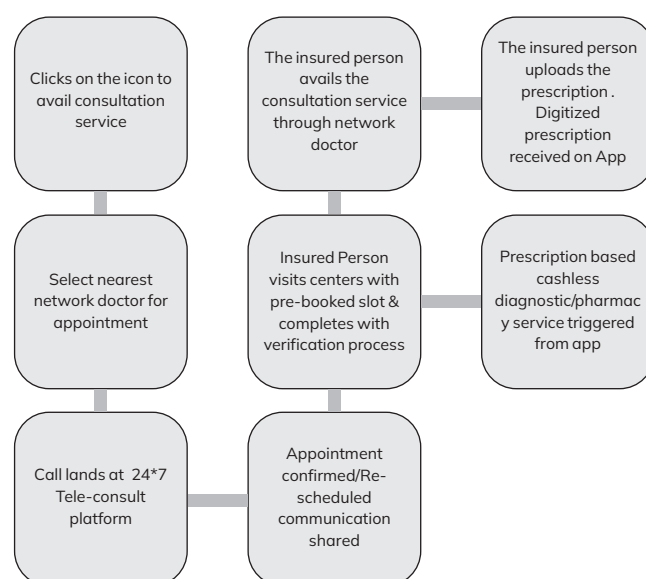 Clicks on the icon to
avail consultation
service
Select nearest
network doctor for
appointment
Call lands at 24*7
Tele-consult
platform
Appointment
confirmed/Re-
scheduled
communication
shared
Insured Person
visits centers with
pre-booked slot &
completes with
verification process
The insured person
avails the
consultation service
through network
doctor
The insured person
uploads the
prescription .
Digitized
prescription
received on App
Prescription based
cashless
diagnostic/pharmac
y service triggered
from app